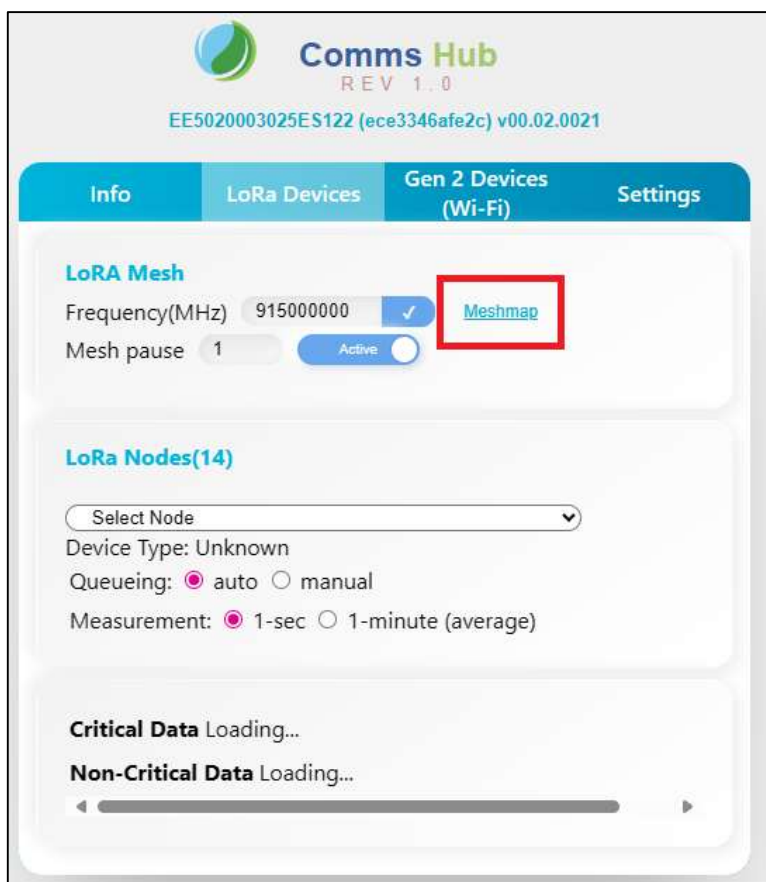 Comms Hub
REV 1.0
EE5020003025ES122 (ece3346afe2c) v00.02.0021
Info LoRa Devices Gen 2 Devices (Wi-Fi) Settings
LoRA Mesh
Frequency(MHz) 915000000 ✓ Meshmap
Mesh pause 1 Active
LoRa Nodes(14)
Select Node
Device Type: Unknown
Queueing: auto manual
Measurement: 1-sec 1-minute (average)
Critical Data Loading...
Non-Critical Data Loading...